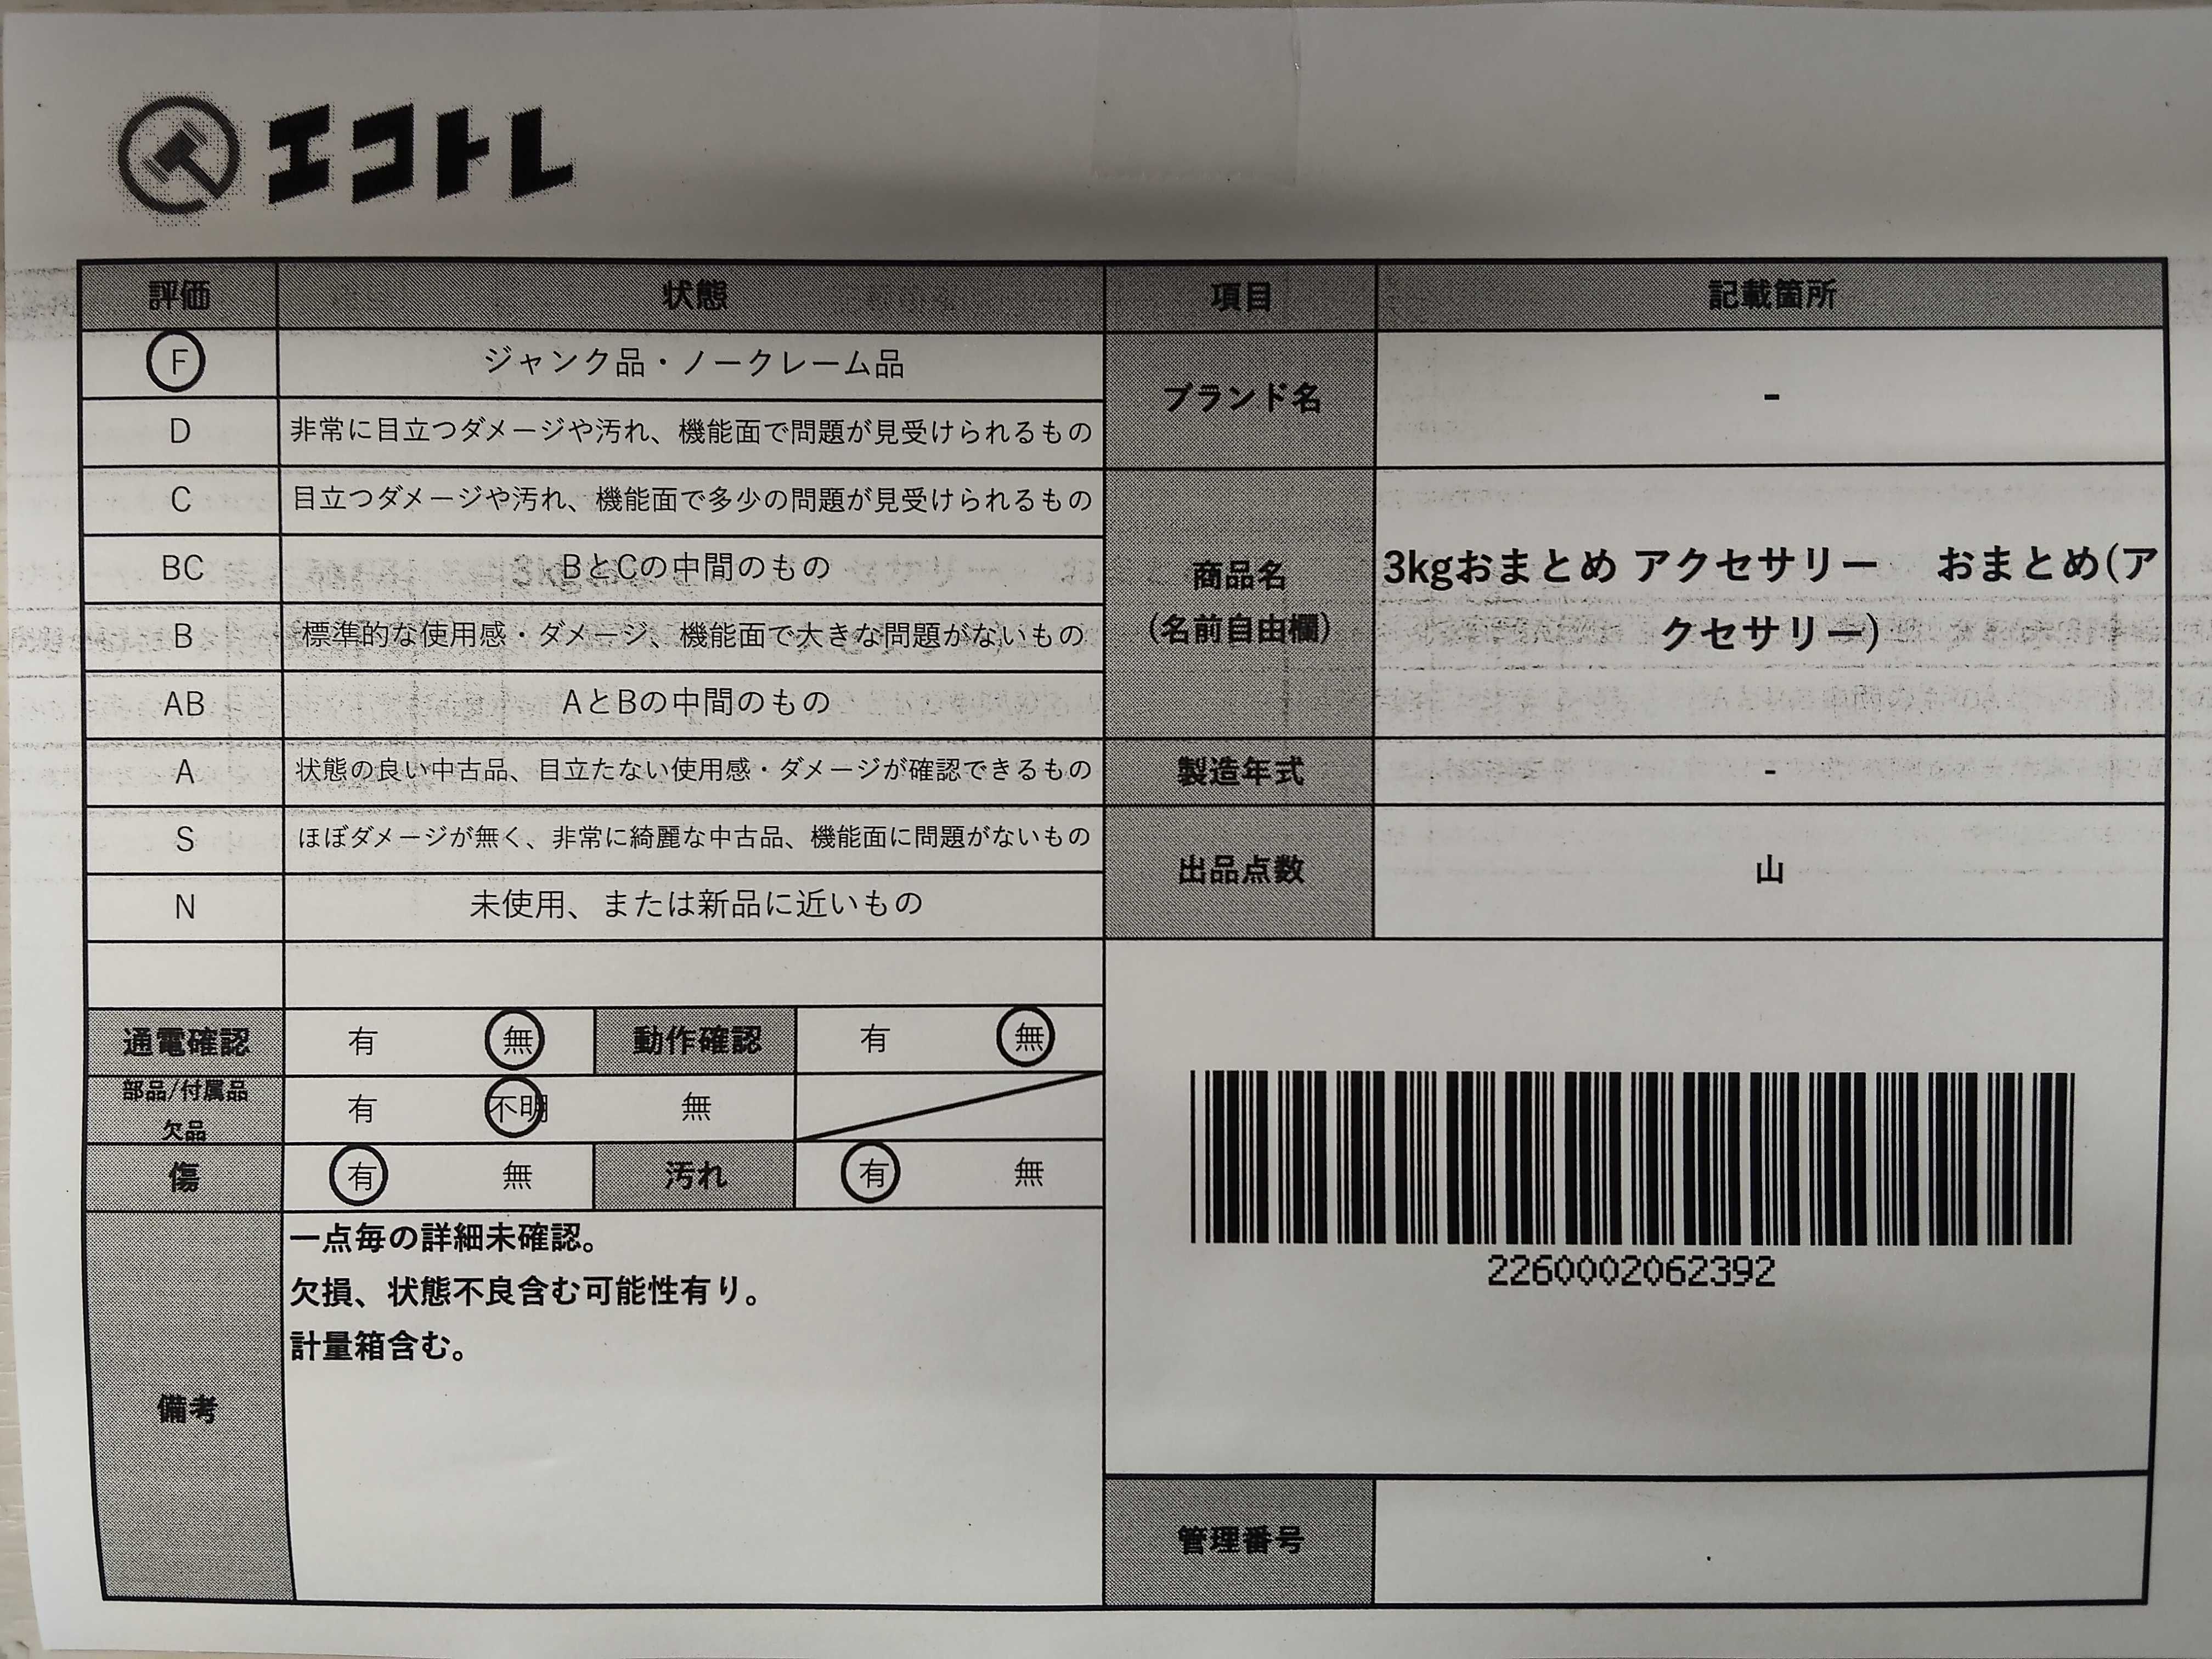 エコトレ
評価 状態 項目 記載箇所
F ジャンク品・ノークレーム品
D 非常に目立つダメージや汚れ、機能面で問題が見受けられるもの
ブランド名 -
C 目立つダメージや汚れ、機能面で多少の問題が見受けられるもの
BC BとCの中間のもの
B 標準的な使用感・ダメージ、機能面で大きな問題がないもの
AB AとBの中間のもの
商品名
(名前自由欄)
3kgおまとめ アクセサリー　おまとめ(ア
クセサリー)
A 状態の良い中古品、目立たない使用感・ダメージが確認できるもの
製造年式 -
S ほぼダメージが無く、非常に綺麗な中古品、機能面に問題がないもの
N 未使用、または新品に近いもの
出品点数 山
通電確認 有 無 動作確認 有 無
部品/付属品
欠品
有 不明 無
傷 有 無 汚れ 有 無
備考
一点毎の詳細未確認。
欠損、状態不良含む可能性有り。
計量箱含む。
2260002062392
管理番号